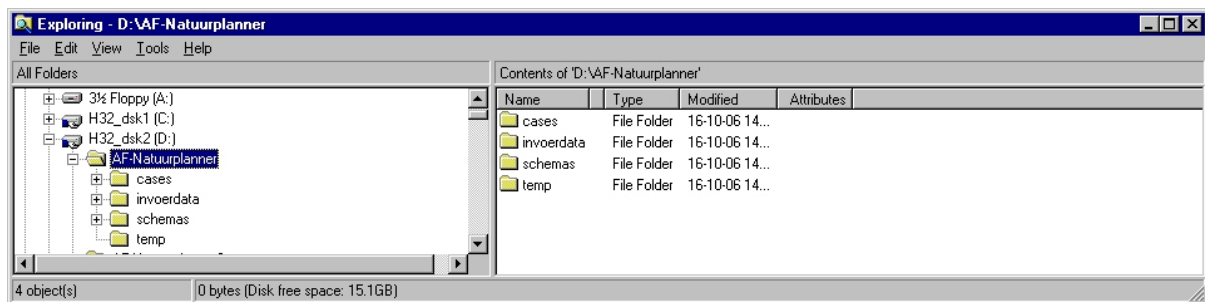 Exploring - D:\AF-Natuurplanner
File Edit View Tools Help
All Folders
Contents of 'D:\AF-Natuurplanner'
3½ Floppy (A:)
H32_dsk1 (C:)
H32_dsk2 (D:)
AF-Natuurplanner
cases
invoerdata
schemas
temp
Name Type Modified Attributes
cases File Folder 16-10-06 14...
invoerdata File Folder 16-10-06 14...
schemas File Folder 16-10-06 14...
temp File Folder 16-10-06 14...
4 object(s) 0 bytes (Disk free space: 15.1GB)